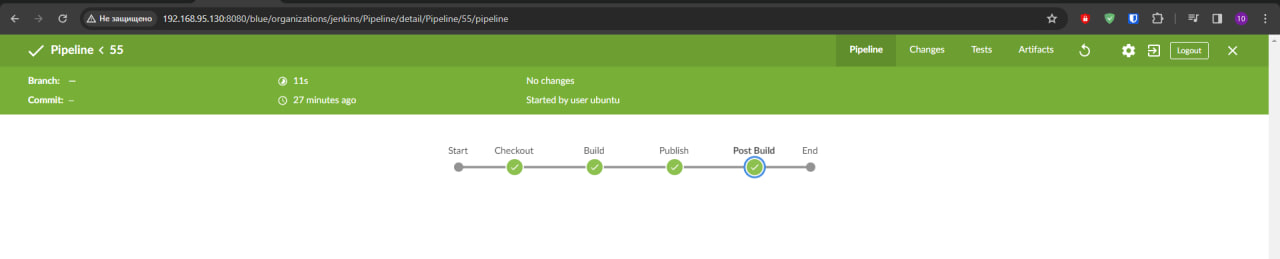 Не защищено 192.168.95.130:8080/blue/organizations/jenkins/Pipeline/detail/Pipeline/55/pipeline 10
Pipeline < 55 Pipeline Changes Tests Artifacts Logout
Branch: — 11s No changes
Commit: – 27 minutes ago Started by user ubuntu
Start Checkout Build Publish Post Build End